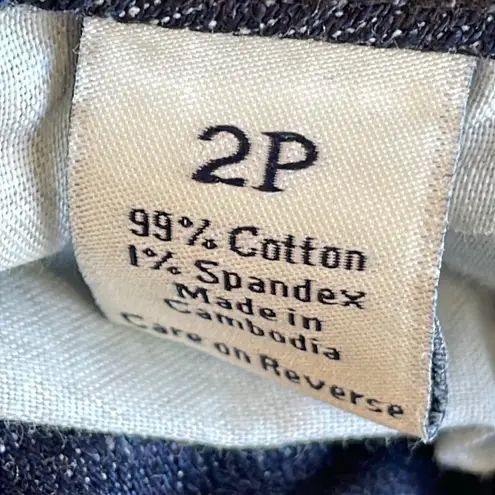 2P
99% Cotton
1% Spandex
Made in
Cambodia
Care on Reverse